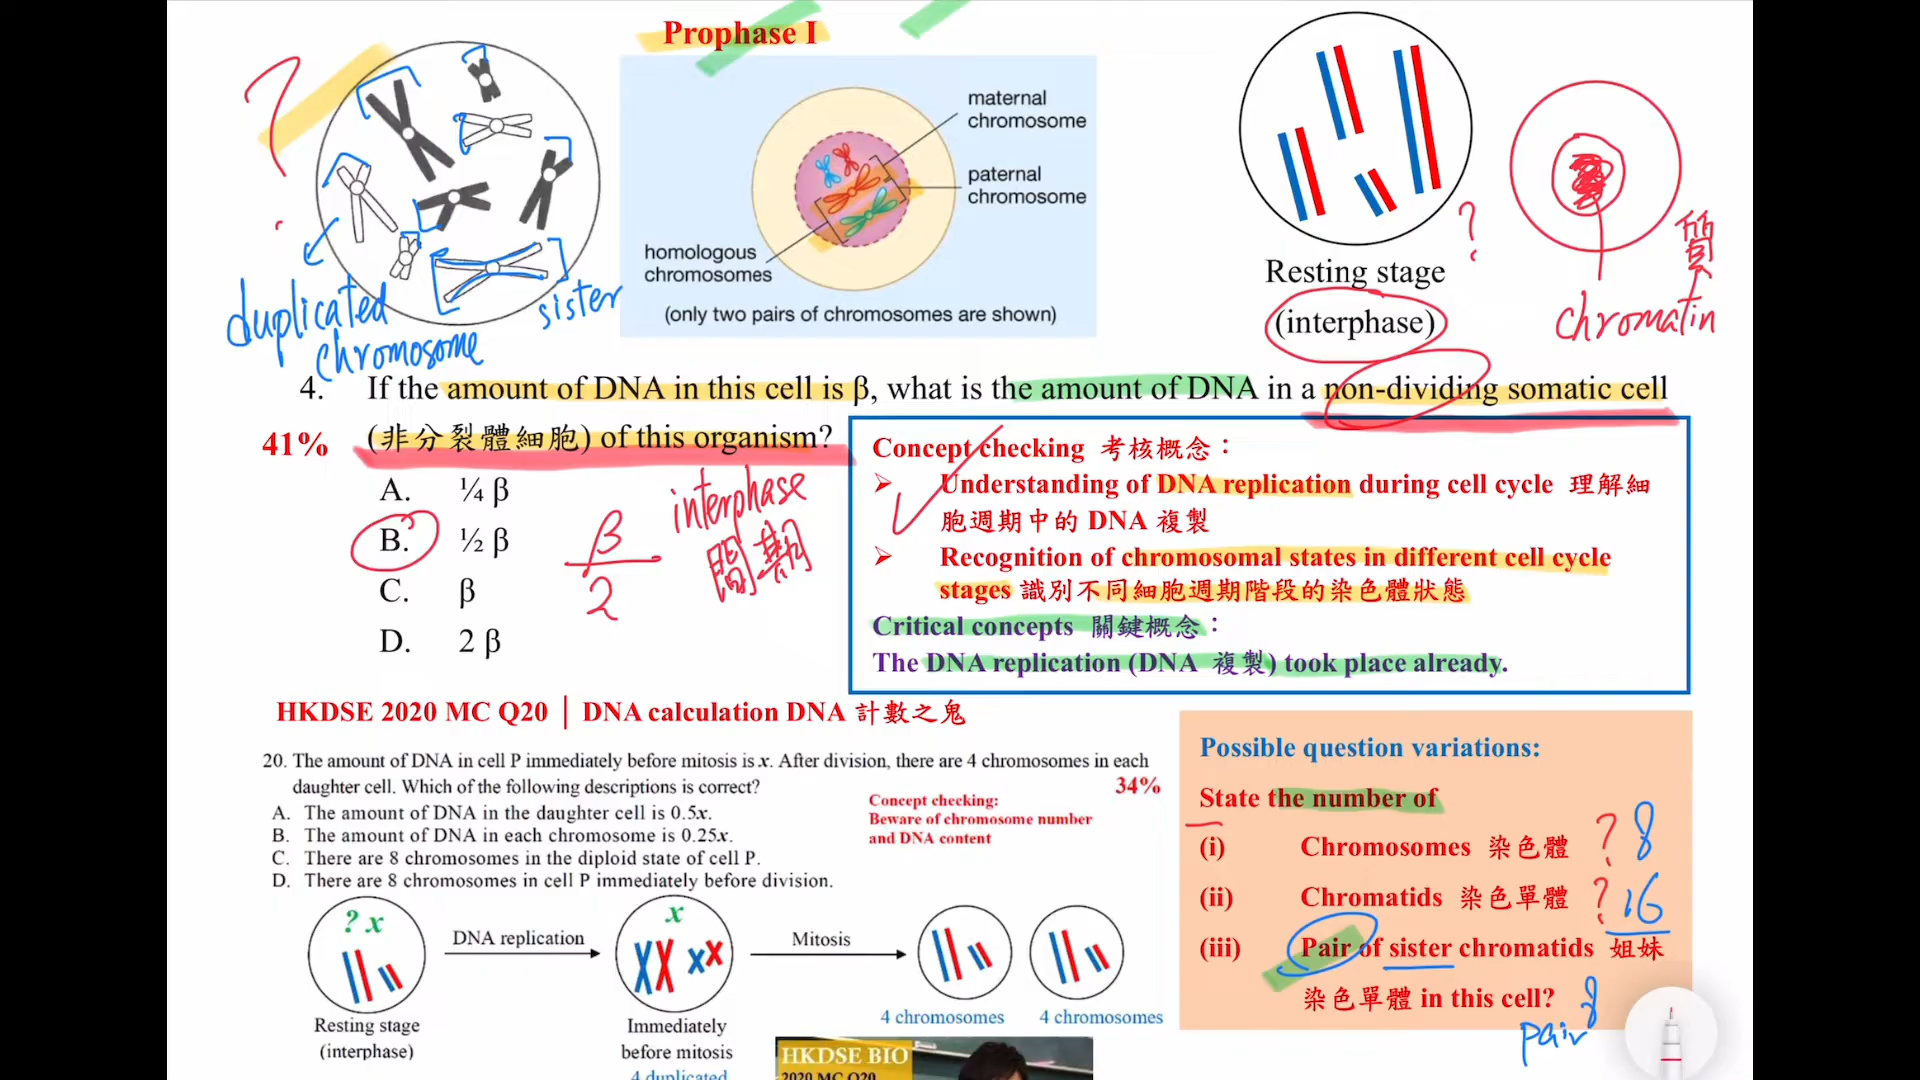 Prophase I
maternal
chromosome
paternal
chromosome
homologous
chromosomes
(only two pairs of chromosomes are shown)
duplicated
chromosome
sister
Resting stage
(interphase)
?
質
chromatin
4. If the amount of DNA in this cell is β, what is the amount of DNA in a non-dividing somatic cell
(非分裂體細胞) of this organism?
41%
A. ¼ β
B. ½ β
C. β
D. 2 β
β
2
interphase
間期
Concept checking 考核概念：
➢ Understanding of DNA replication during cell cycle 理解細
胞週期中的 DNA 複製
➢ Recognition of chromosomal states in different cell cycle
stages 識別不同細胞週期階段的染色體狀態
Critical concepts 關鍵概念：
The DNA replication (DNA 複製) took place already.
HKDSE 2020 MC Q20 │ DNA calculation DNA 計數之鬼
20. The amount of DNA in cell P immediately before mitosis is x. After division, there are 4 chromosomes in each
daughter cell. Which of the following descriptions is correct?
34%
A. The amount of DNA in the daughter cell is 0.5x.
B. The amount of DNA in each chromosome is 0.25x.
C. There are 8 chromosomes in the diploid state of cell P.
D. There are 8 chromosomes in cell P immediately before division.
Concept checking:
Beware of chromosome number
and DNA content
? x
DNA replication
x
Mitosis
Resting stage
(interphase)
Immediately
before mitosis
4 duplicated
4 chromosomes
4 chromosomes
HKDSE BIO
2020 MC Q20
Possible question variations:
State the number of
(i) Chromosomes 染色體 ? 8
(ii) Chromatids 染色單體 ? 16
(iii) Pair of sister chromatids 姐妹
染色單體 in this cell? 8
pair